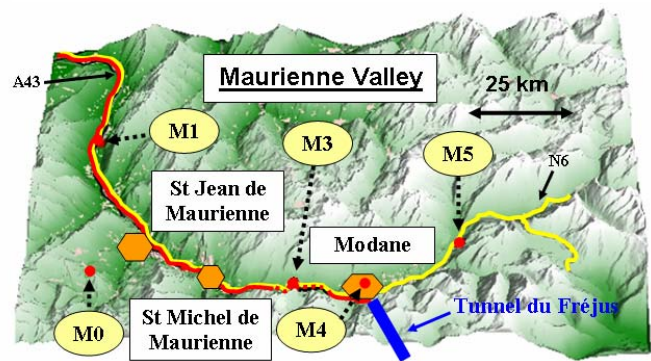 Maurienne Valley
25 km
A43
M1
M3
M5
N6
St Jean de
Maurienne
Modane
M0
St Michel de
Maurienne
M4
Tunnel du Fréjus